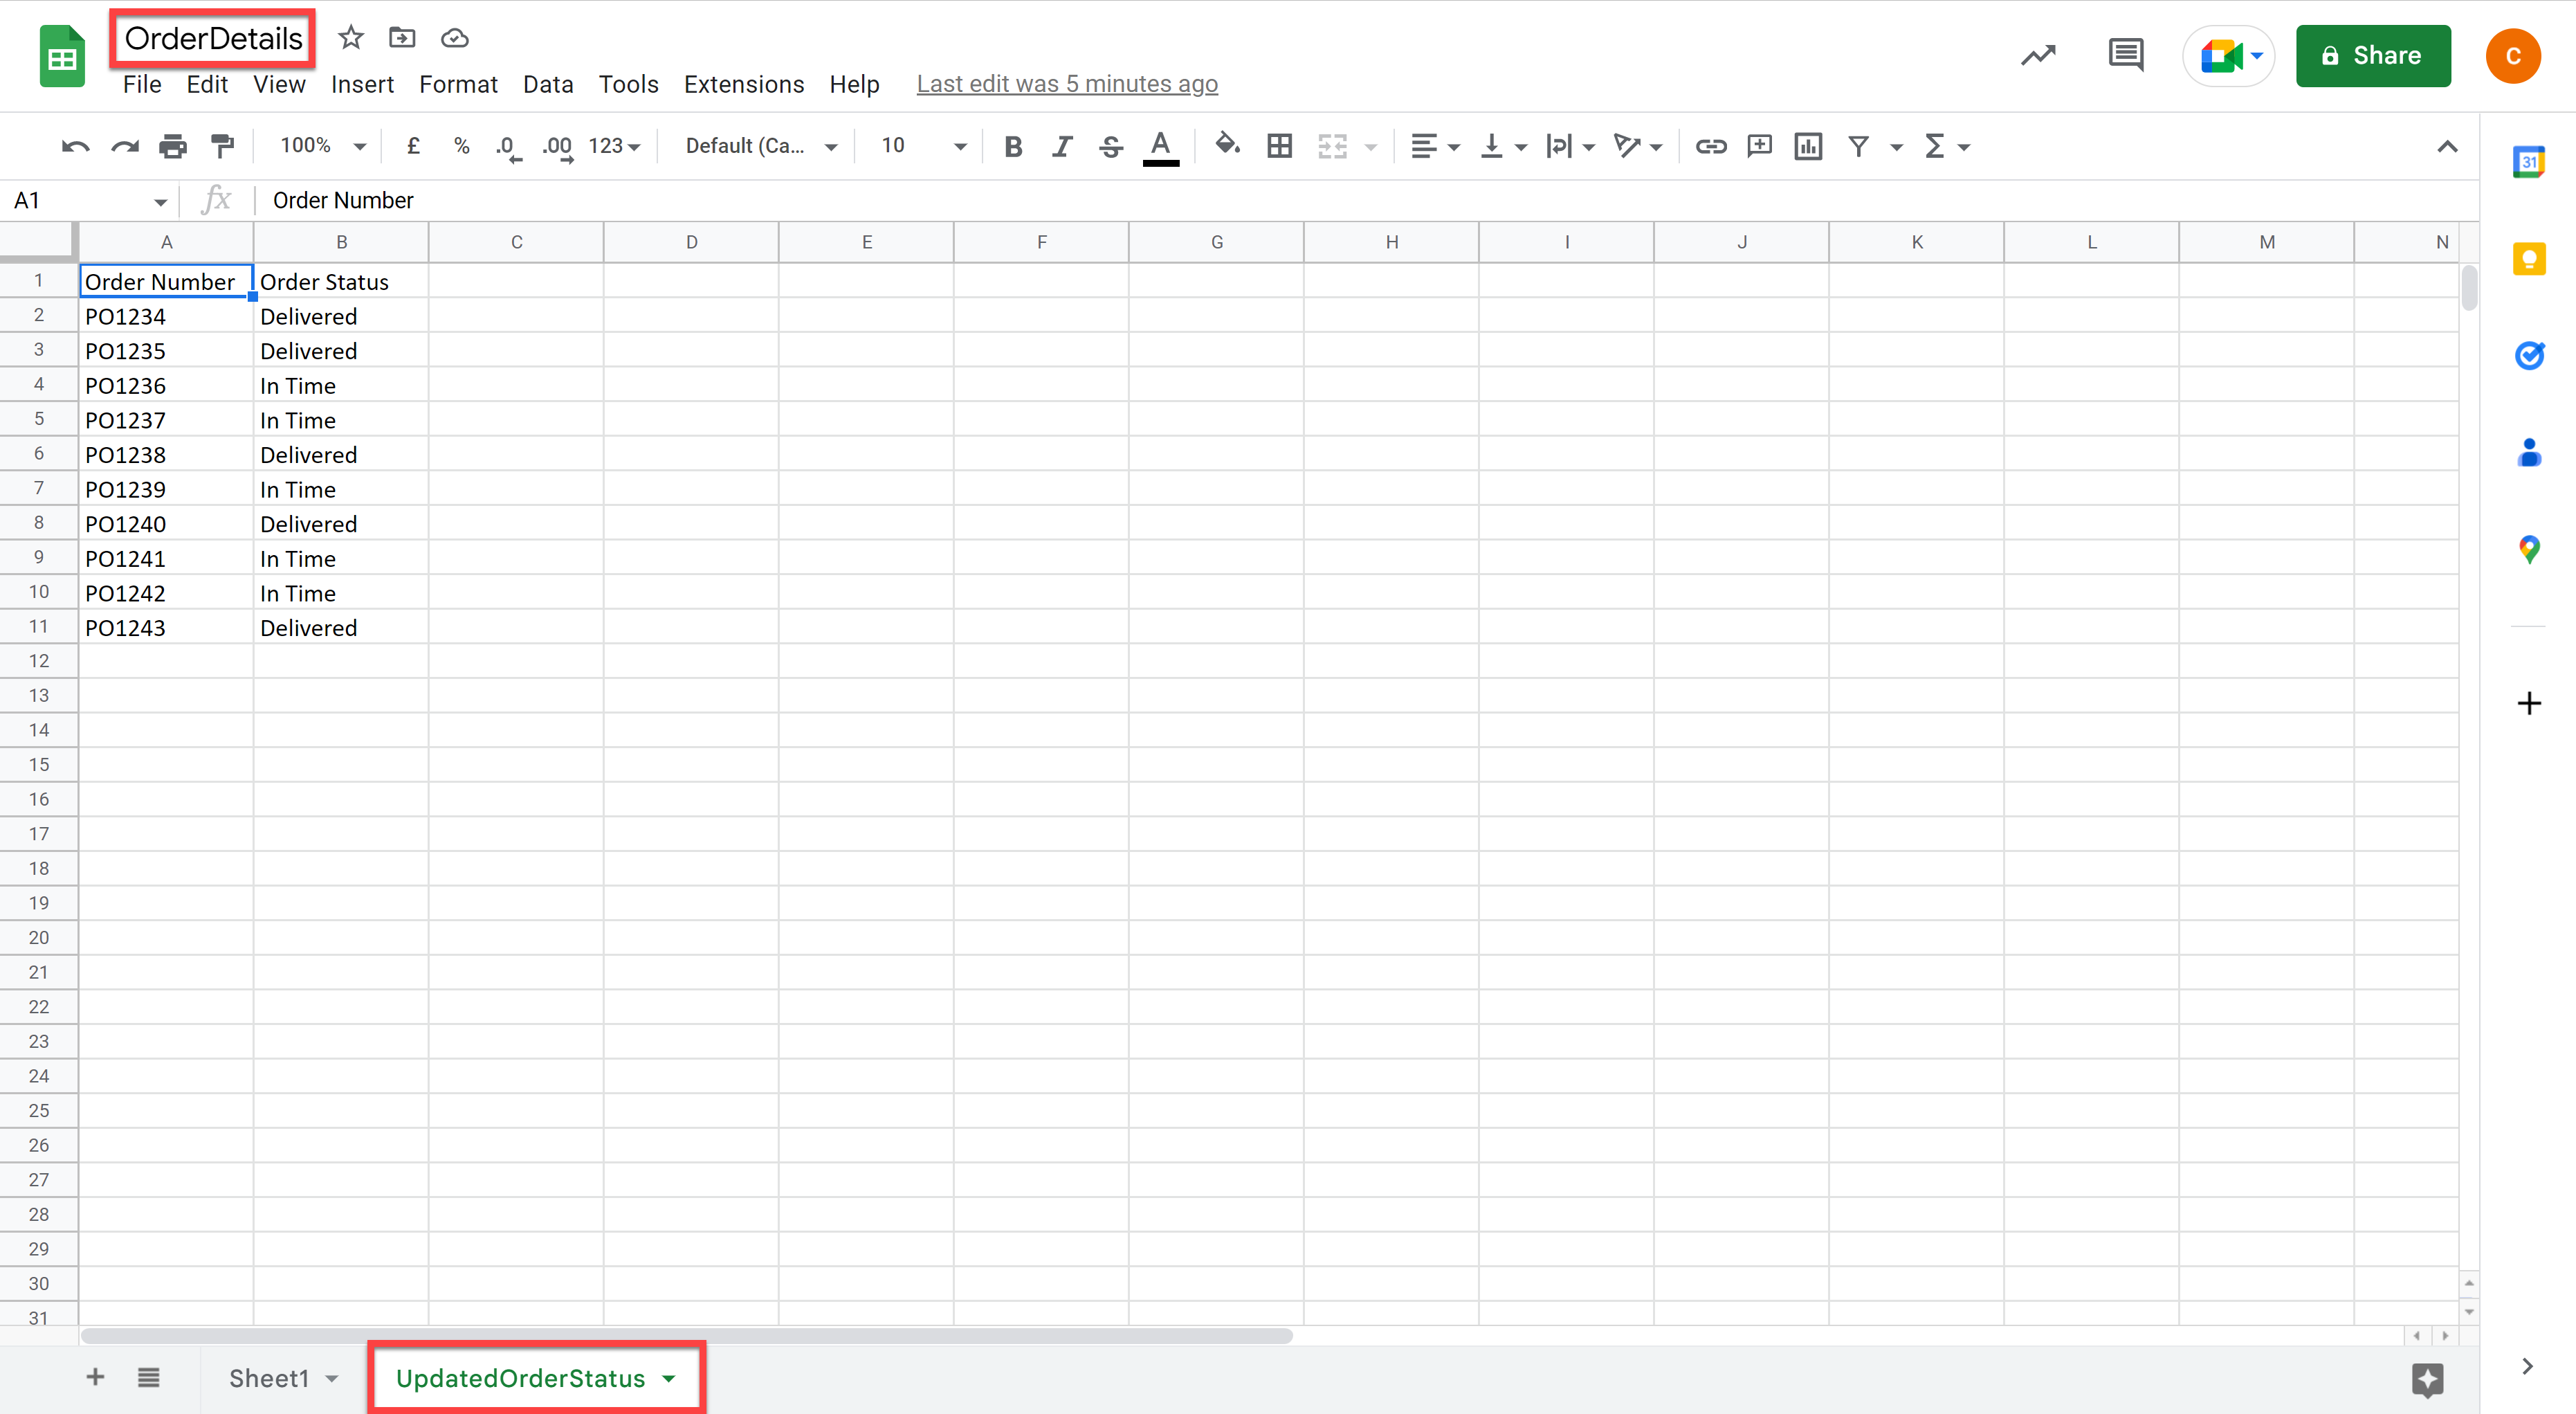 OrderDetails
File Edit View Insert Format Data Tools Extensions Help Last edit was 5 minutes ago
Share
C
100% £ % .0 .00 123 Default (Ca... 10 B I S A
31
A1 fx Order Number
A B C D E F G H I J K L M N
1 Order Number Order Status
2 PO1234 Delivered
3 PO1235 Delivered
4 PO1236 In Time
5 PO1237 In Time
6 PO1238 Delivered
7 PO1239 In Time
8 PO1240 Delivered
9 PO1241 In Time
10 PO1242 In Time
11 PO1243 Delivered
12
13
14
15
16
17
18
19
20
21
22
23
24
25
26
27
28
29
30
31
Sheet1 UpdatedOrderStatus